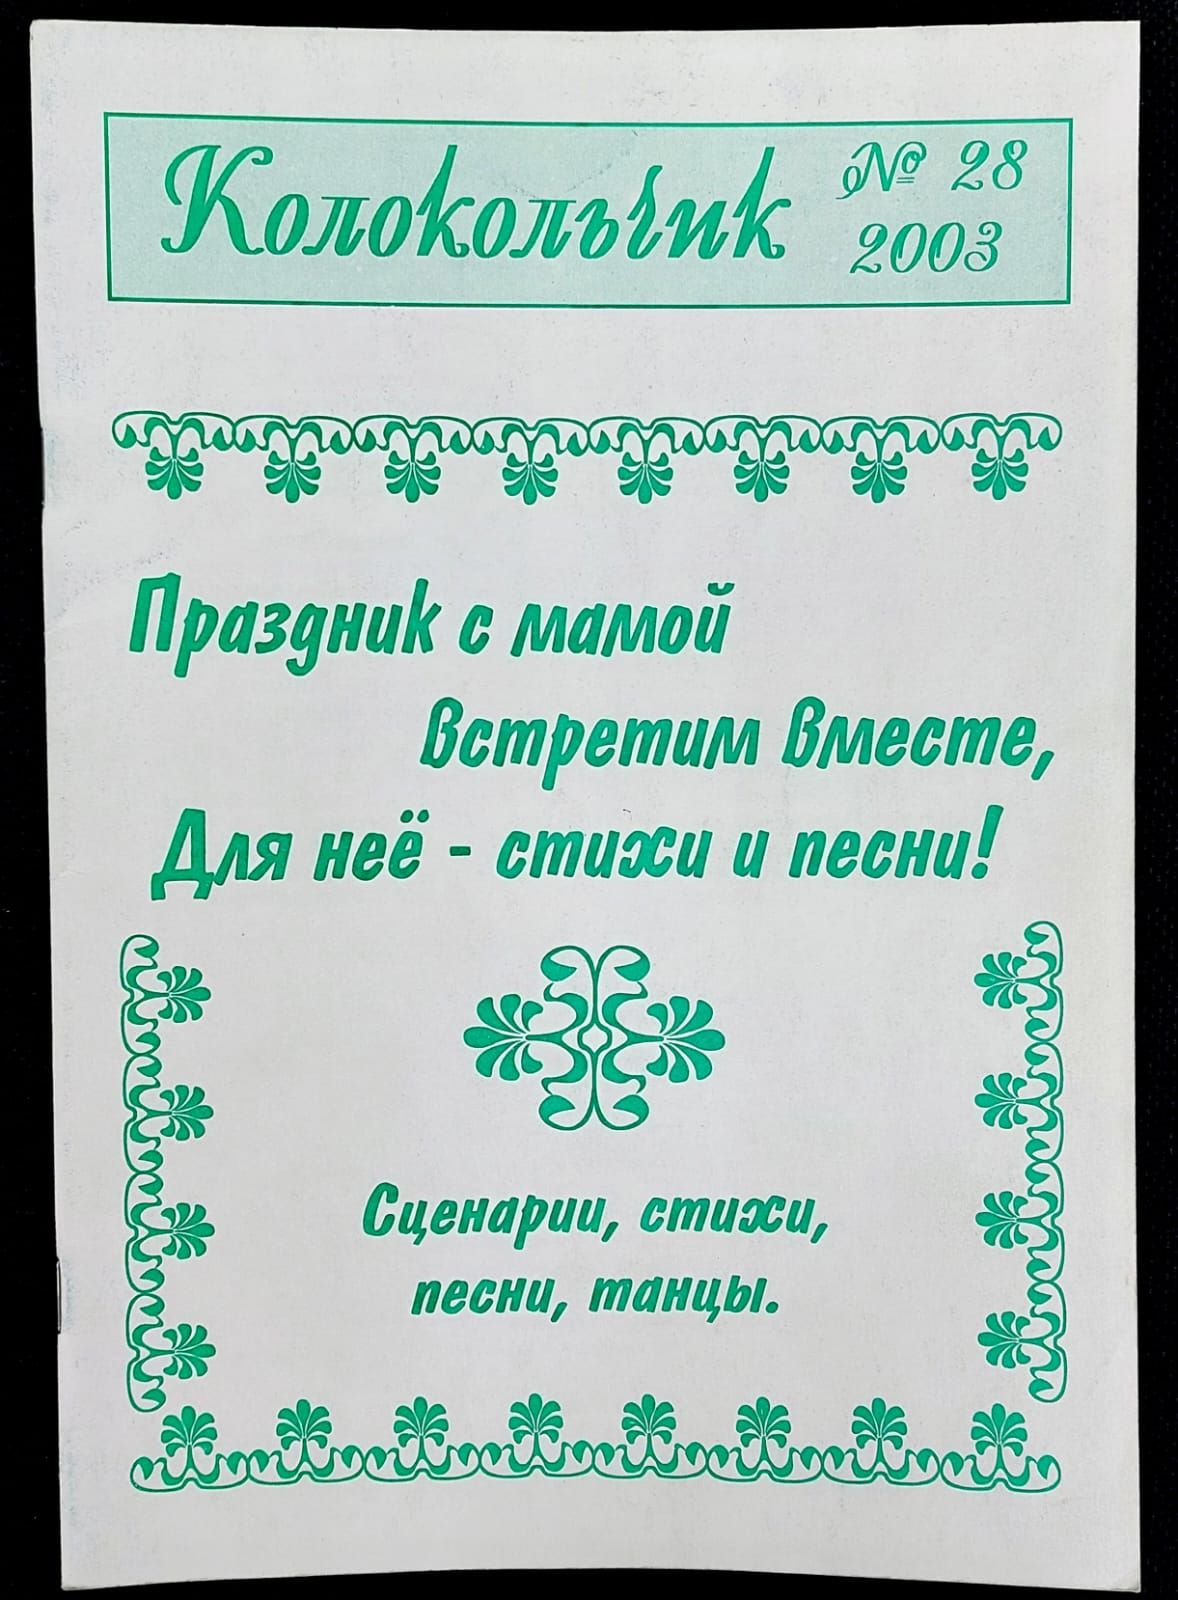 Колокольчик № 28
2003
Праздник с мамой
встретим вместе,
Для неё - стихи и песни!
Сценарии, стихи,
песни, танцы.